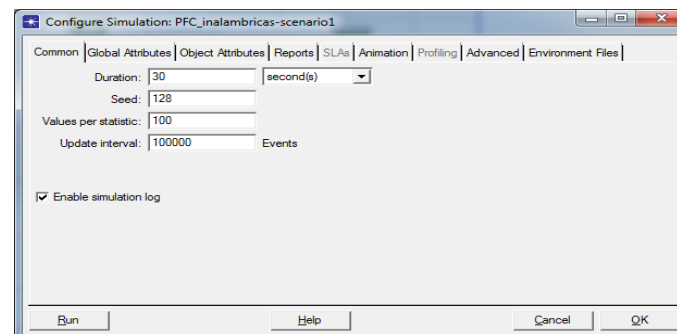 Configure Simulation: PFC_inalambricas-scenario1
Common Global Attributes Object Attributes Reports SLAs Animation Profiling Advanced Environment Files
Duration: 30 second(s)
Seed: 128
Values per statistic: 100
Update interval: 100000 Events
Enable simulation log
Run Help Cancel OK